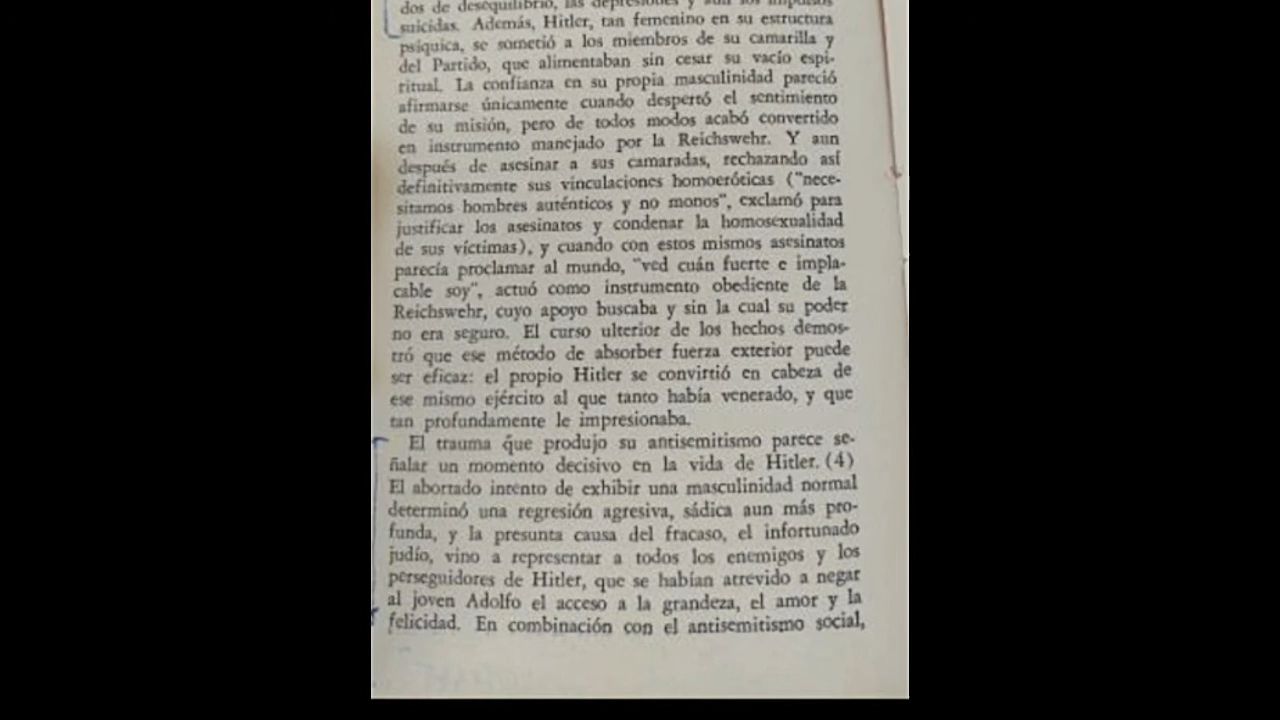 dos de desequilibrio, las depresiones y aun los impulsos
suicidas. Además, Hitler, tan femenino en su estructura
psíquica, se sometió a los miembros de su camarilla y
del Partido, que alimentaban sin cesar su vacío espi-
ritual. La confianza en su propia masculinidad pareció
afirmarse únicamente cuando despertó el sentimiento
de su misión, pero de todos modos acabó convertido
en instrumento manejado por la Reichswehr. Y aun
después de asesinar a sus camaradas, rechazando así
definitivamente sus vinculaciones homoeróticas ("nece-
sitamos hombres auténticos y no monos", exclamó para
justificar los asesinatos y condenar la homosexualidad
de sus víctimas), y cuando con estos mismos asesinatos
parecía proclamar al mundo, "ved cuán fuerte e impla-
cable soy", actuó como instrumento obediente de la
Reichswehr, cuyo apoyo buscaba y sin la cual su poder
no era seguro. El curso ulterior de los hechos demos-
tró que ese método de absorber fuerza exterior puede
ser eficaz: el propio Hitler se convirtió en cabeza de
ese mismo ejército al que tanto había venerado, y que
tan profundamente le impresionaba.
El trauma que produjo su antisemitismo parece se-
ñalar un momento decisivo en la vida de Hitler. (4)
El abortado intento de exhibir una masculinidad normal
determinó una regresión agresiva, sádica aun más pro-
funda, y la presunta causa del fracaso, el infortunado
judío, vino a representar a todos los enemigos y los
perseguidores de Hitler, que se habían atrevido a negar
al joven Adolfo el acceso a la grandeza, el amor y la
felicidad. En combinación con el antisemitismo social,